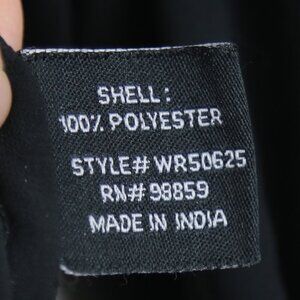 SHELL:
100% POLYESTER
STYLE# WR50625
RN# 98859
MADE IN INDIA